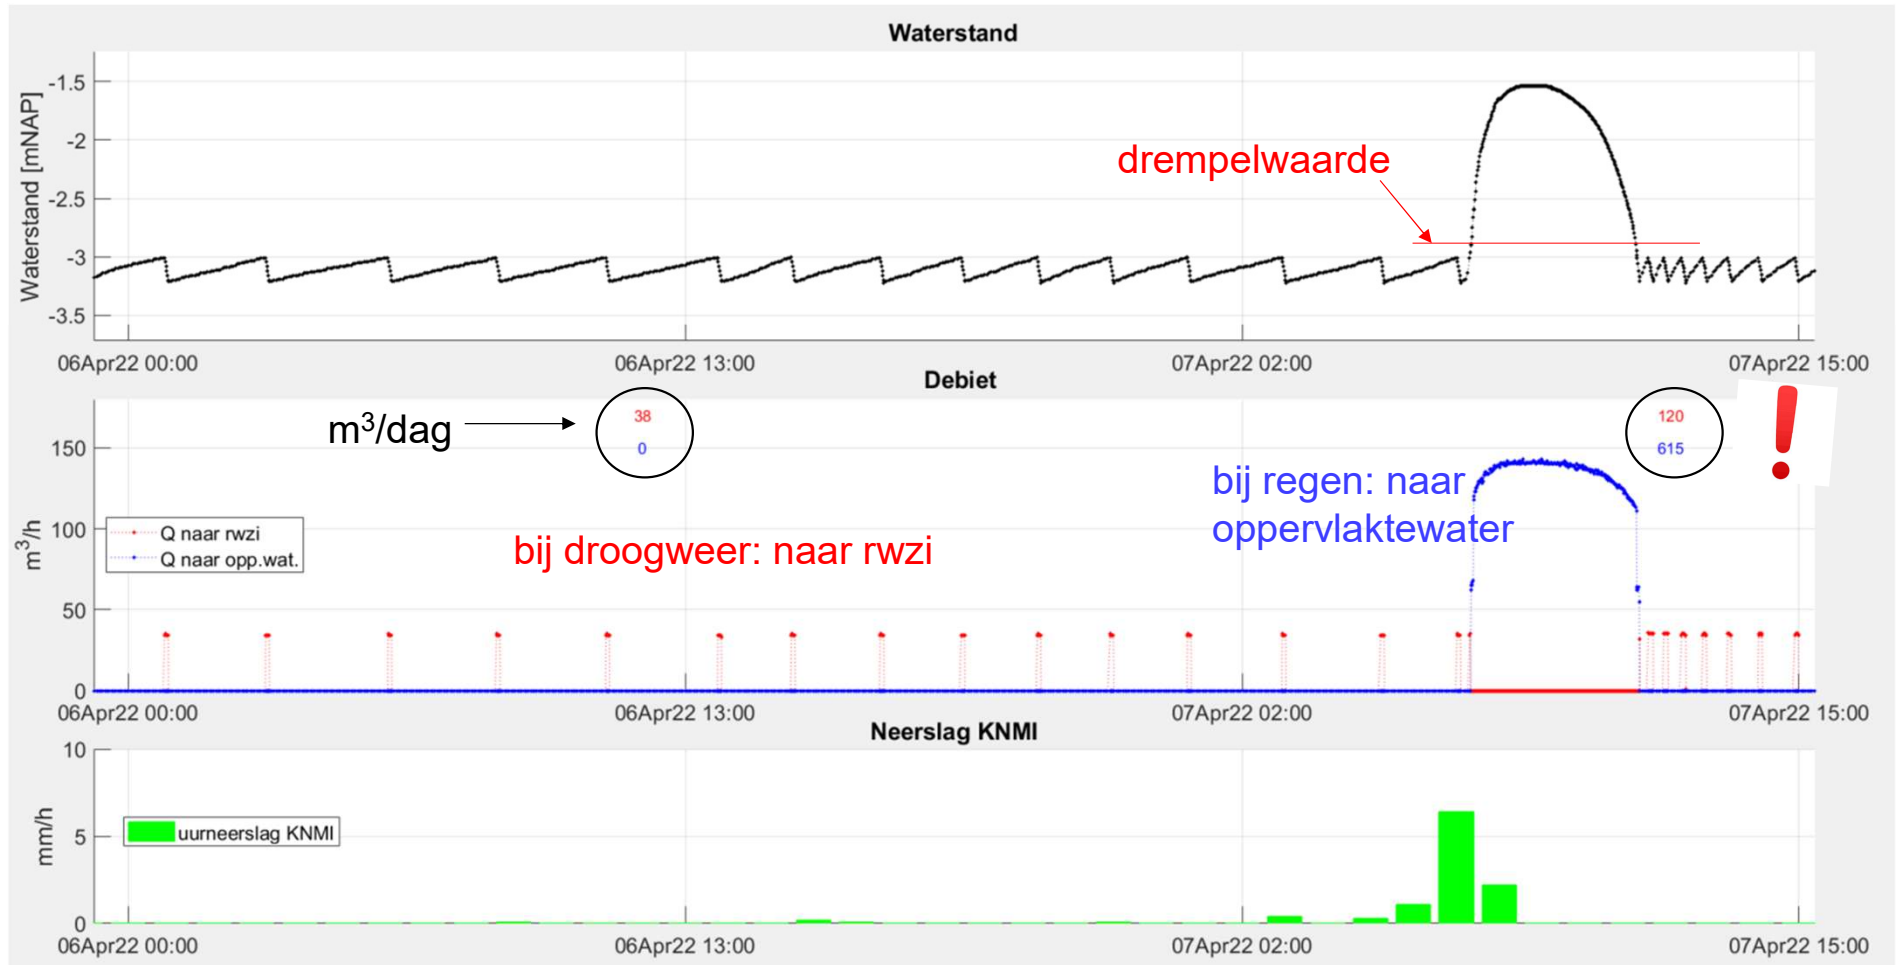 Waterstand
Waterstand [mNAP]
-1.5
-2
-2.5
-3
-3.5
drempelwaarde
06Apr22 00:00
06Apr22 13:00
07Apr22 02:00
07Apr22 15:00
Debiet
m³/h
150
100
50
0
m³/dag
38
0
120
615
bij regen: naar
oppervlaktewater
Q naar rwzi
Q naar opp.wat.
bij droogweer: naar rwzi
06Apr22 00:00
06Apr22 13:00
07Apr22 02:00
07Apr22 15:00
Neerslag KNMI
mm/h
10
5
0
uurneerslag KNMI
06Apr22 00:00
06Apr22 13:00
07Apr22 02:00
07Apr22 15:00